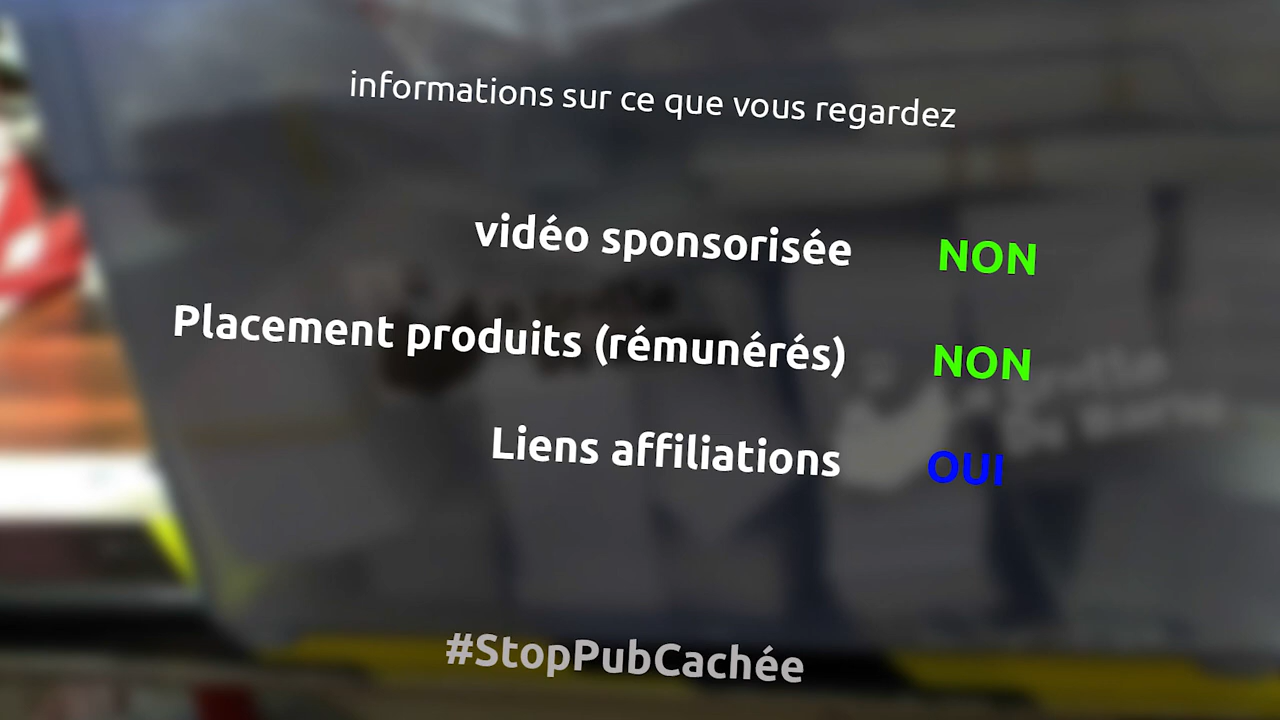 informations sur ce que vous regardez
vidéo sponsorisée NON
Placement produits (rémunérés) NON
Liens affiliations OUI
#StopPubCachée